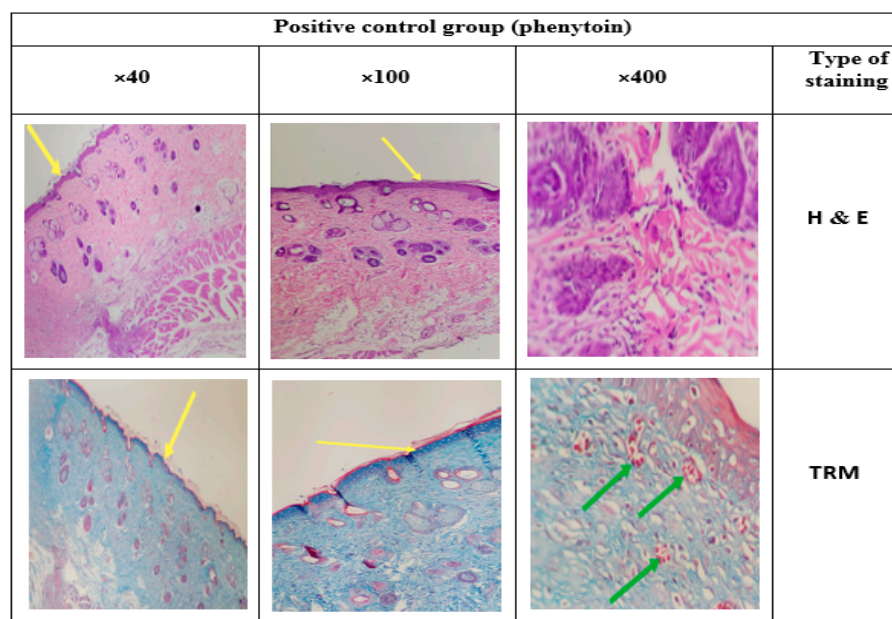 Positive control group (phenytoin)
×40
×100
×400
Type of
staining
H & E
TRM